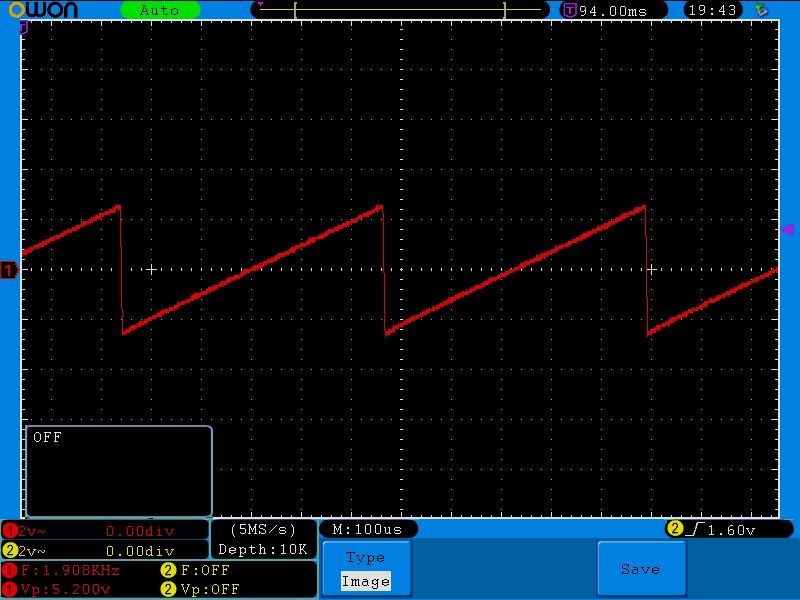 OWON Auto T 94.00ms 19:43
1
OFF
1 2v~ 0.00div (5MS/s) M:100us 2 1.60v
2 2v~ 0.00div Depth:10K
1 F:1.908KHz 2 F:OFF Type
1 Vp:5.200v 2 Vp:OFF Image Save